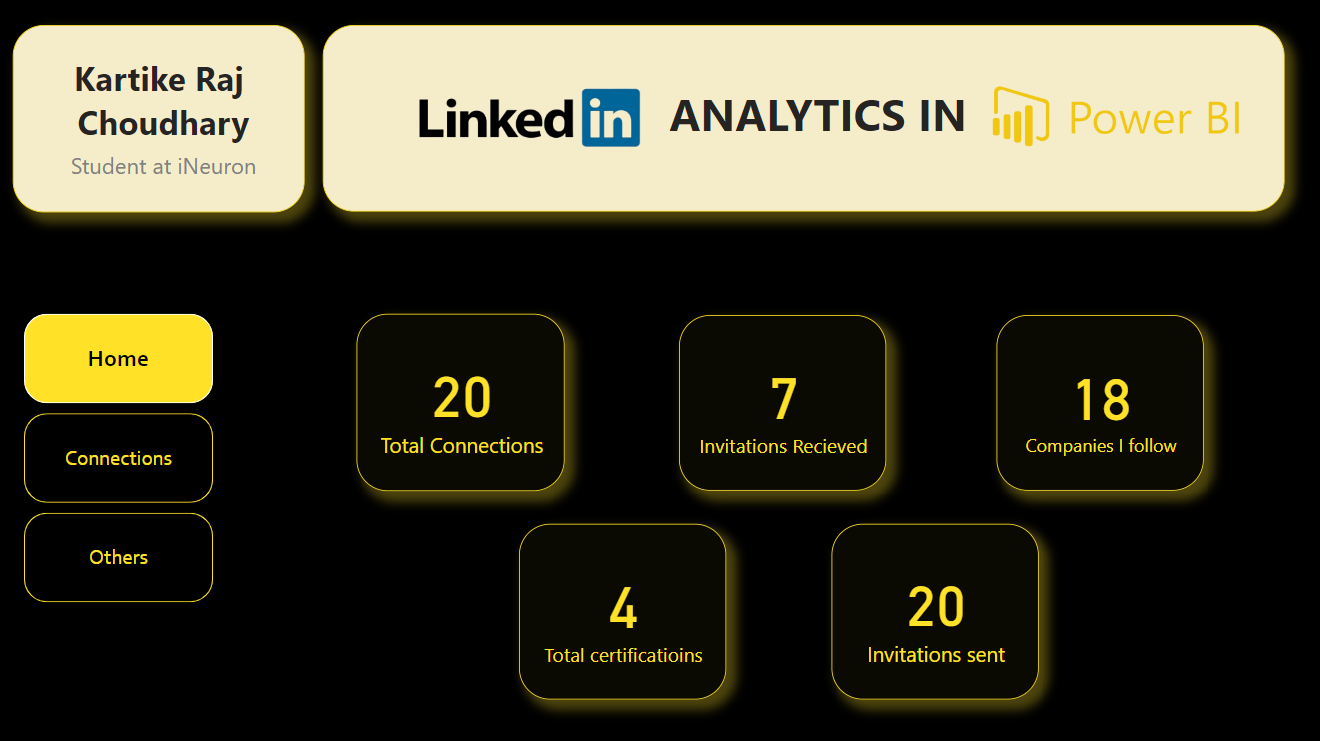 Kartike Raj
Choudhary
Student at iNeuron
Linked in ANALYTICS IN Power BI
Home
Connections
Others
20
Total Connections
7
Invitations Recieved
18
Companies I follow
4
Total certificatioins
20
Invitations sent